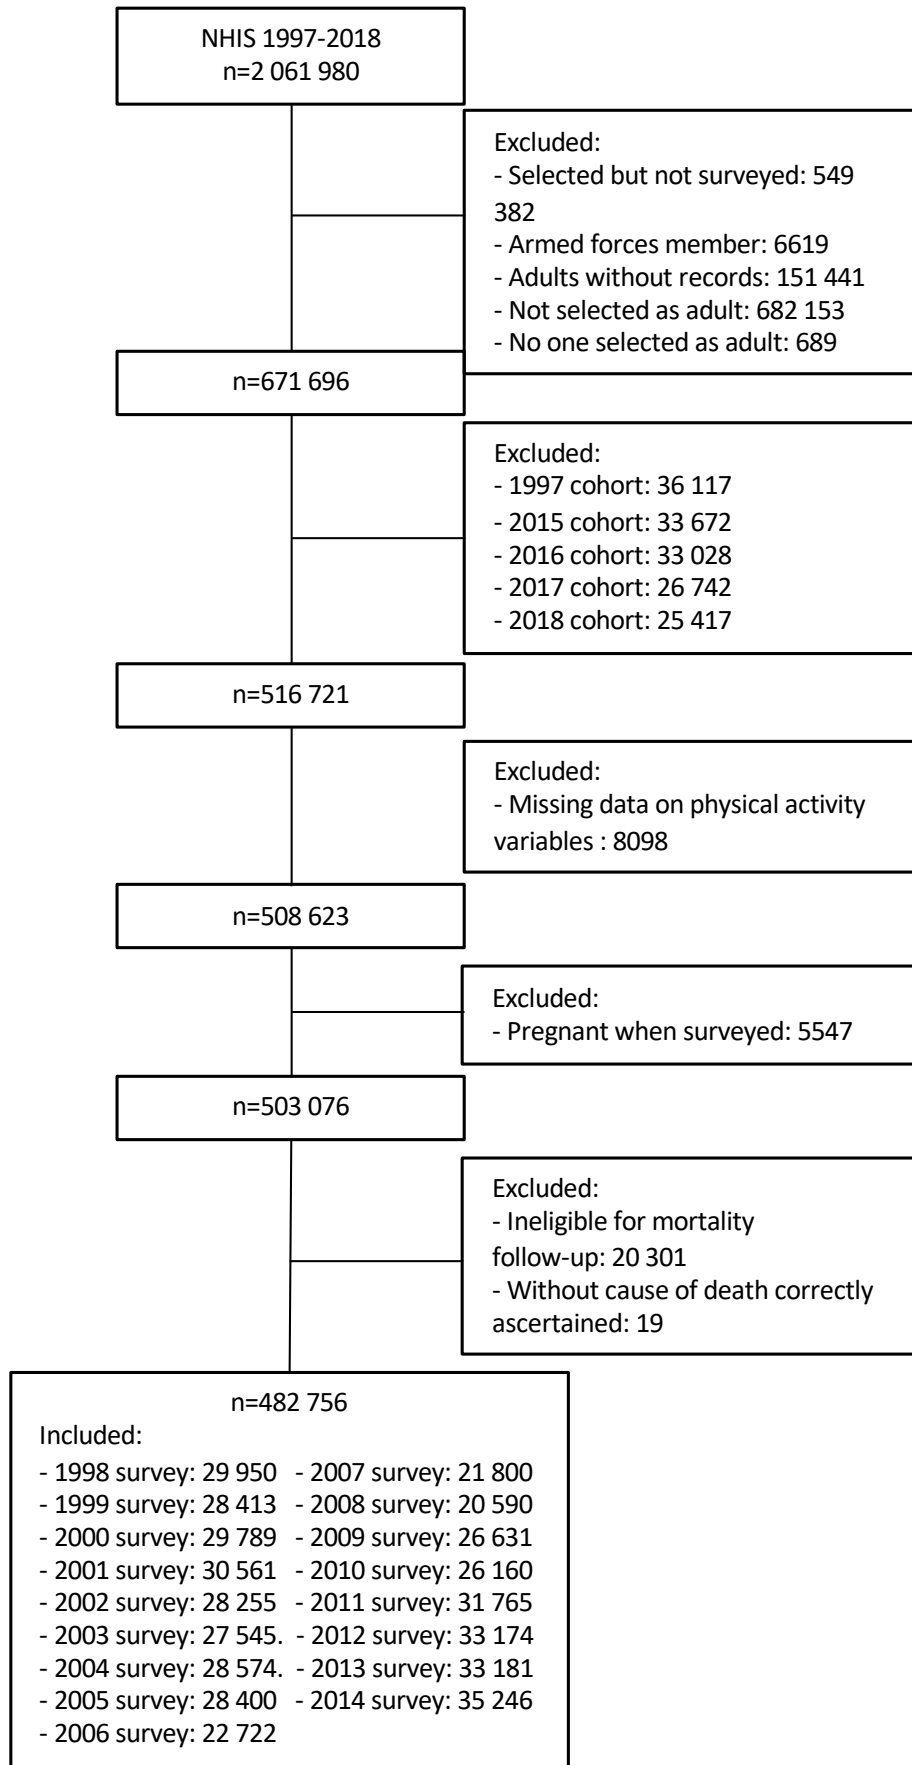 NHIS 1997-2018
n=2 061 980
Excluded:
- Selected but not surveyed: 549
382
- Armed forces member: 6619
- Adults without records: 151 441
- Not selected as adult: 682 153
- No one selected as adult: 689
n=671 696
Excluded:
- 1997 cohort: 36 117
- 2015 cohort: 33 672
- 2016 cohort: 33 028
- 2017 cohort: 26 742
- 2018 cohort: 25 417
n=516 721
Excluded:
- Missing data on physical activity
variables : 8098
n=508 623
Excluded:
- Pregnant when surveyed: 5547
n=503 076
Excluded:
- Ineligible for mortality
follow-up: 20 301
- Without cause of death correctly
ascertained: 19
n=482 756
Included:
- 1998 survey: 29 950 - 2007 survey: 21 800
- 1999 survey: 28 413 - 2008 survey: 20 590
- 2000 survey: 29 789 - 2009 survey: 26 631
- 2001 survey: 30 561 - 2010 survey: 26 160
- 2002 survey: 28 255 - 2011 survey: 31 765
- 2003 survey: 27 545. - 2012 survey: 33 174
- 2004 survey: 28 574. - 2013 survey: 33 181
- 2005 survey: 28 400 - 2014 survey: 35 246
- 2006 survey: 22 722